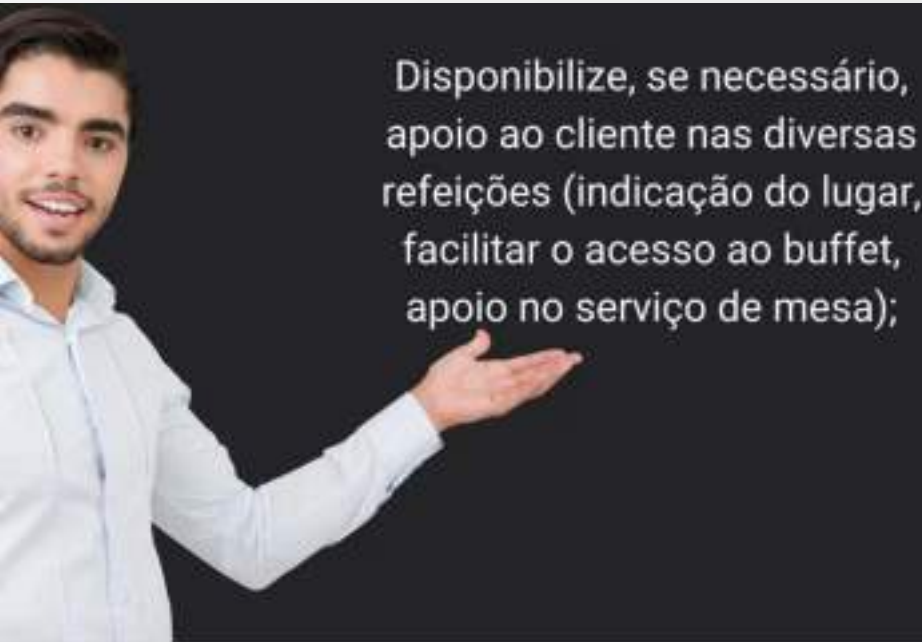 Disponibilize, se necessário,
apoio ao cliente nas diversas
refeições (indicação do lugar,
facilitar o acesso ao buffet,
apoio no serviço de mesa);